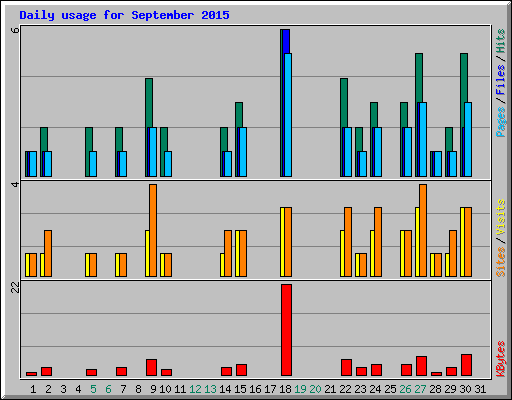 Daily usage for September 2015
6
Pages/Files/Hits
4
Sites/Visits
22
KBytes
1 2 3 4 5 6 7 8 9 10 11 12 13 14 15 16 17 18 19 20 21 22 23 24 25 26 27 28 29 30 31